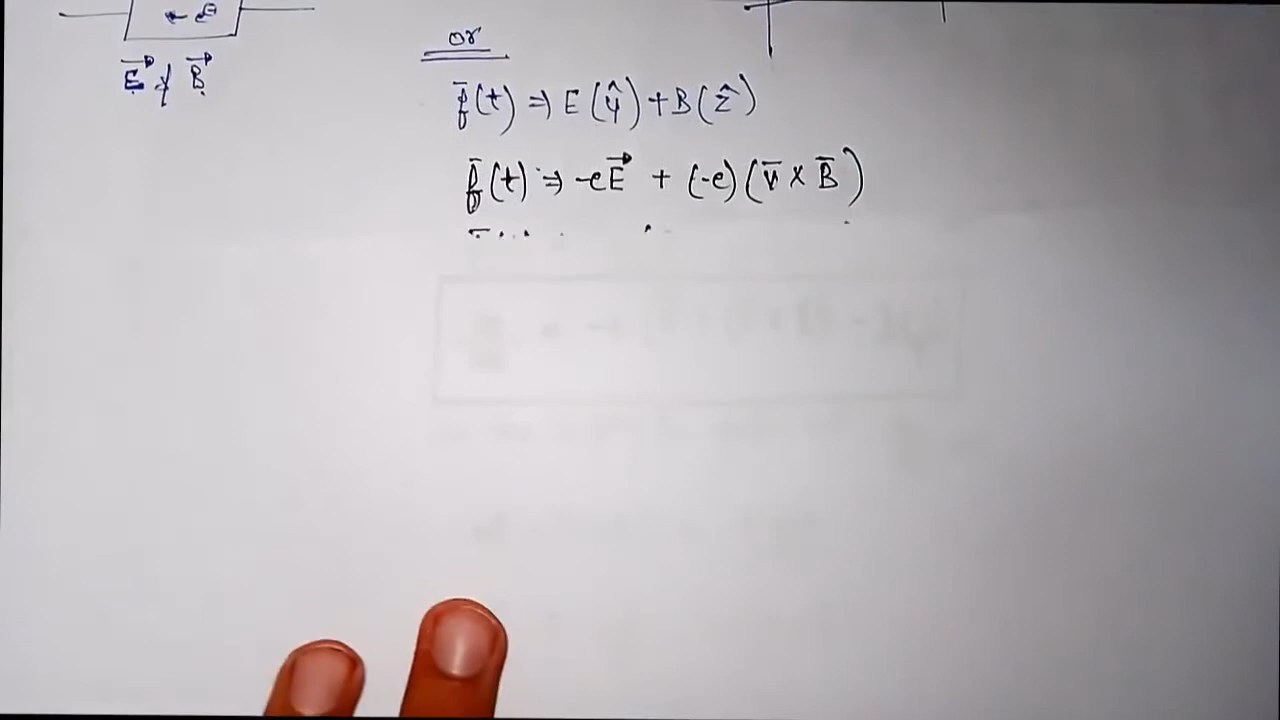 ← e⊖
E⃗ & B⃗
or
f̄(t) ⇒ E(ŷ) + B(ẑ)
f̄(t) ⇒ -eE⃗ + (-e)(v̄ × B̄)